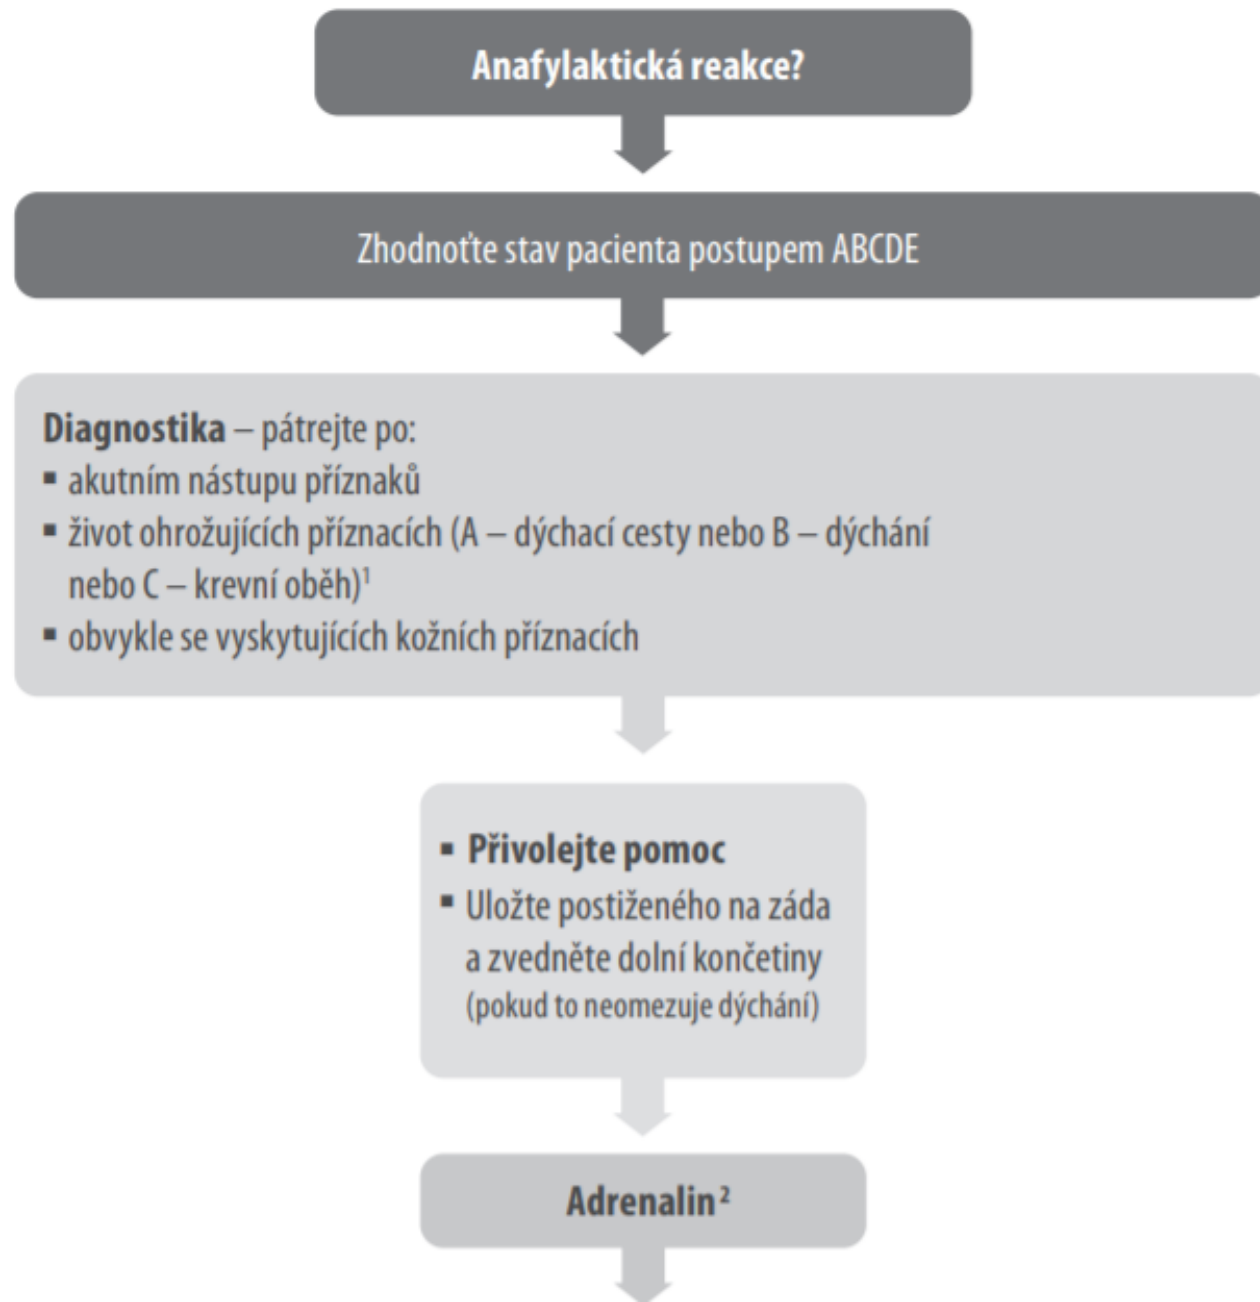 Anafylaktická reakce?
Zhodnoťte stav pacienta postupem ABCDE
Diagnostika – pátrejte po:
▪ akutním nástupu příznaků
▪ život ohrožujících příznacích (A – dýchací cesty nebo B – dýchání
nebo C – krevní oběh)¹
▪ obvykle se vyskytujících kožních příznacích
▪ Přivolejte pomoc
▪ Uložte postiženého na záda
a zvedněte dolní končetiny
(pokud to neomezuje dýchání)
Adrenalin²